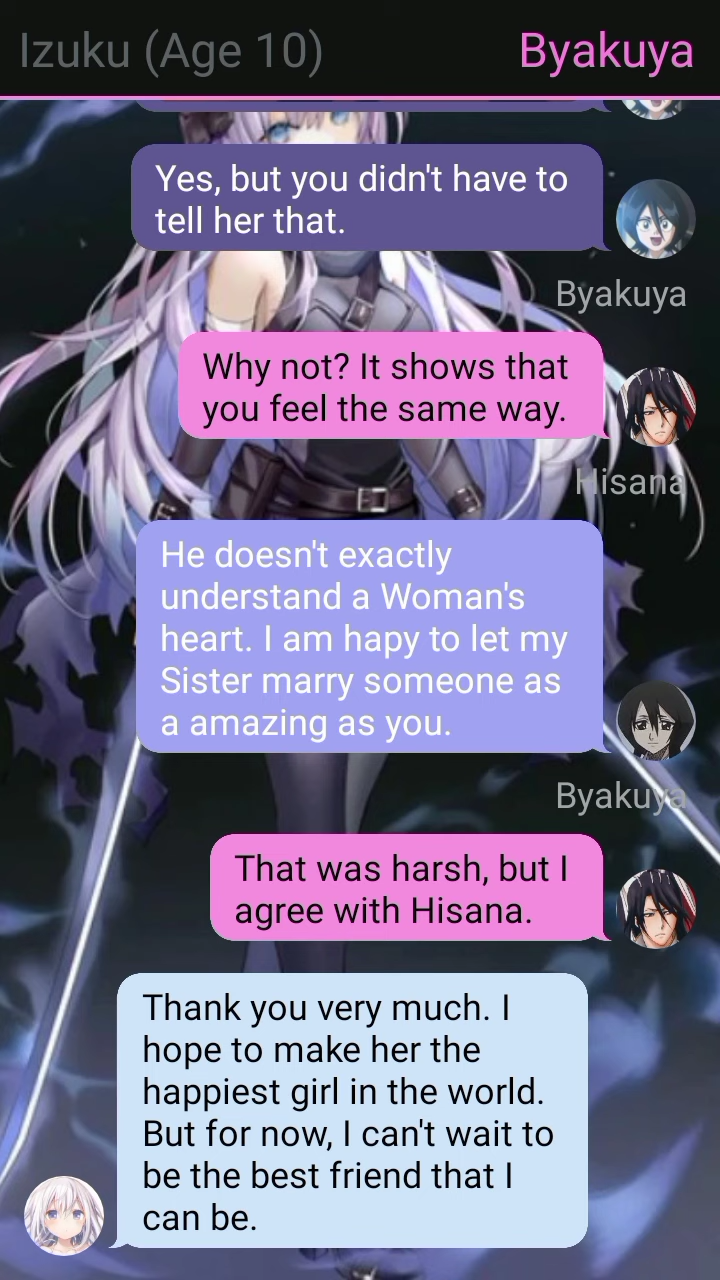 Izuku (Age 10)
Byakuya
Yes, but you didn't have to
tell her that.
Byakuya
Why not? It shows that
you feel the same way.
Hisana
He doesn't exactly
understand a Woman's
heart. I am hapy to let my
Sister marry someone as
a amazing as you.
Byakuya
That was harsh, but I
agree with Hisana.
Thank you very much. I
hope to make her the
happiest girl in the world.
But for now, I can't wait to
be the best friend that I
can be.